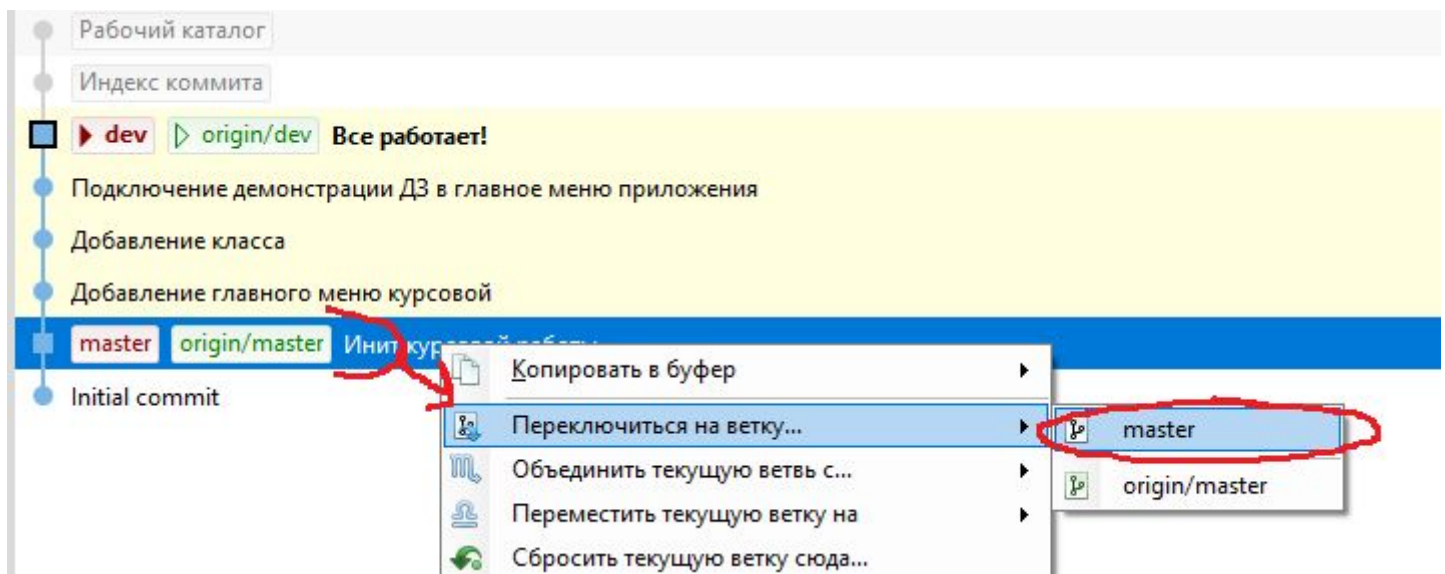 Рабочий каталог
Индекс коммита
dev origin/dev Все работает!
Подключение демонстрации ДЗ в главное меню приложения
Добавление класса
Добавление главного меню курсовой
master origin/master Инит
Initial commit
Копировать в буфер
Переключиться на ветку...
master
Объединить текущую ветвь с...
origin/master
Переместить текущую ветку на
Сбросить текущую ветку сюда...